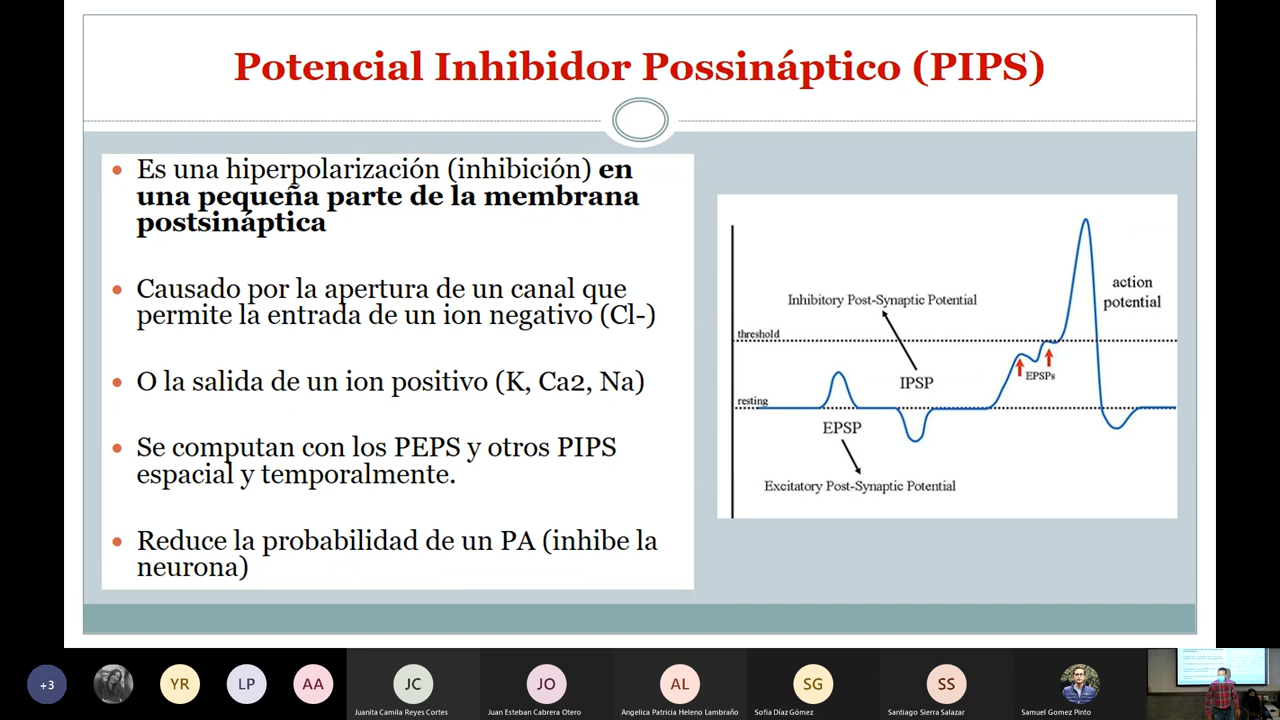 Potencial Inhibidor Possináptico (PIPS)
• Es una hiperpolarización (inhibición) en
una pequeña parte de la membrana
postsináptica
• Causado por la apertura de un canal que
permite la entrada de un ion negativo (Cl-)
• O la salida de un ion positivo (K, Ca2, Na)
• Se computan con los PEPS y otros PIPS
espacial y temporalmente.
• Reduce la probabilidad de un PA (inhibe la
neurona)
action
potential
Inhibitory Post-Synaptic Potential
threshold
EPSPs
IPSP
resting
EPSP
Excitatory Post-Synaptic Potential
+3
YR
LP
AA
JC
JO
AL
SG
SS
Juanita Camila Reyes Cortes
Juan Esteban Cabrera Otero
Angelica Patricia Heleno Lambraño
Sofia Díaz Gómez
Santiago Sierra Salazar
Samuel Gomez Pinto